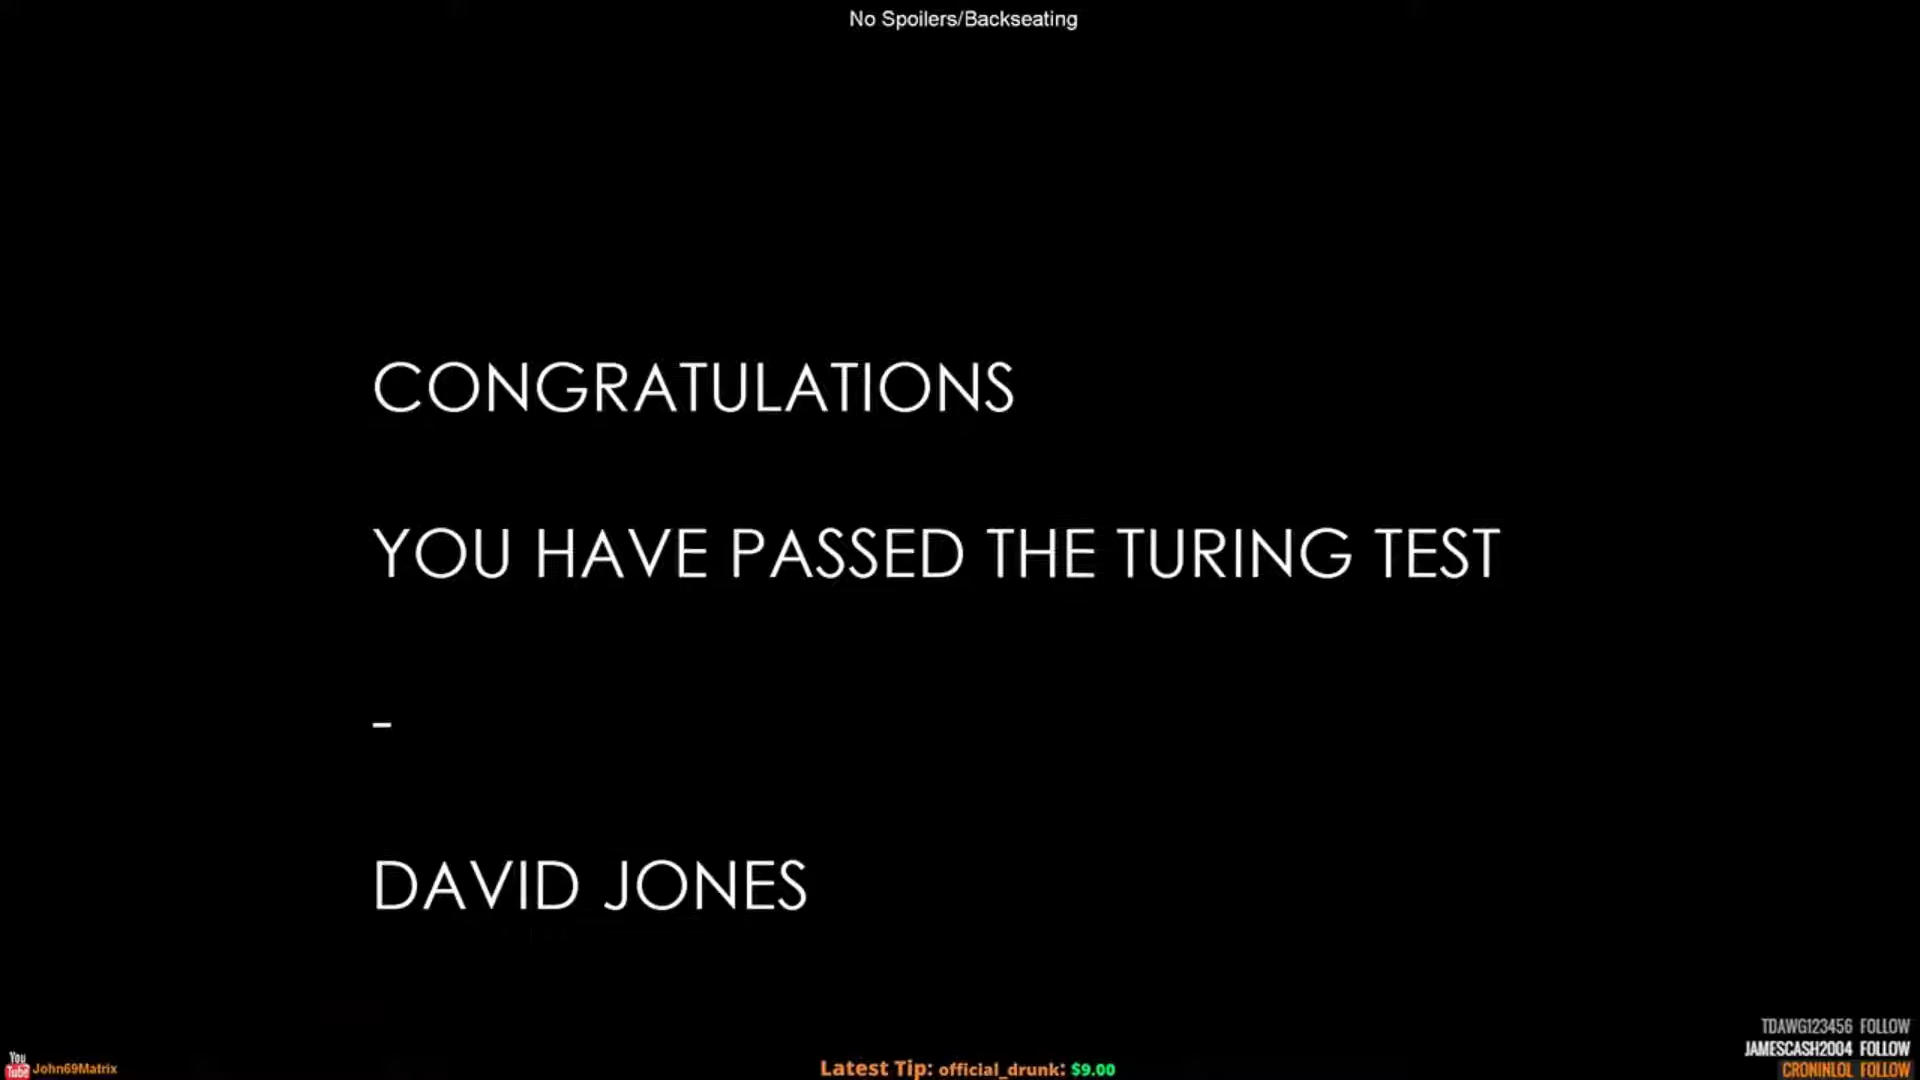 No Spoilers/Backseating
CONGRATULATIONS
YOU HAVE PASSED THE TURING TEST
-
DAVID JONES
TDAWG123456 FOLLOW
JAMESCASH2004 FOLLOW
CRONINLOL FOLLOW
You
Tube John69Matrix
Latest Tip: official_drunk: $9.00